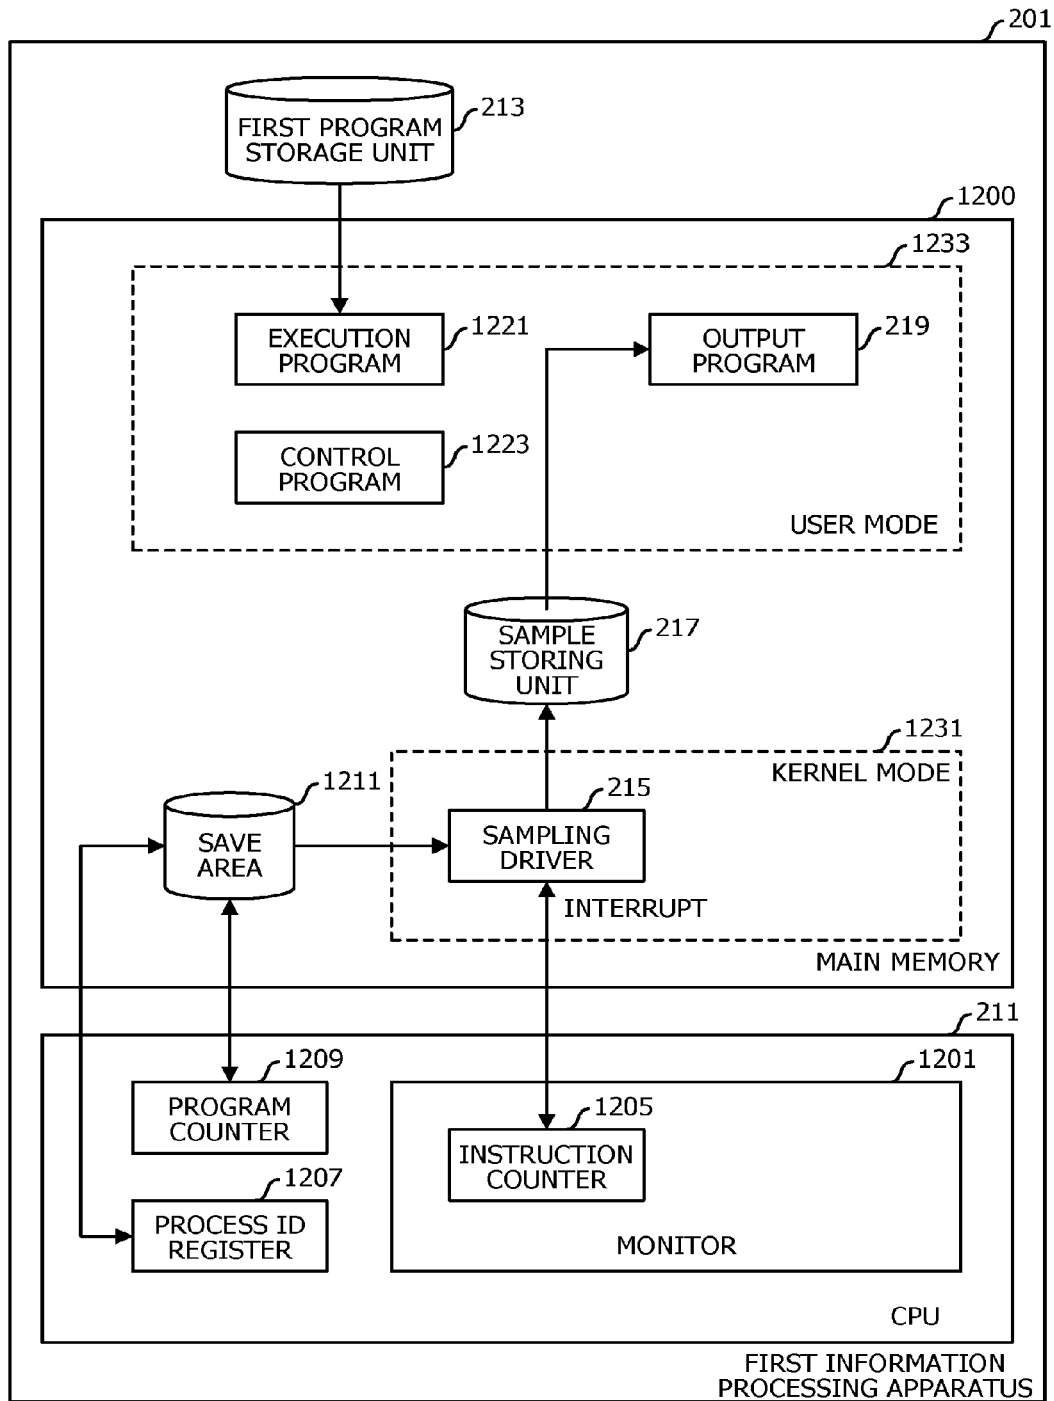 201
213
FIRST PROGRAM
STORAGE UNIT
1200
1233
EXECUTION
PROGRAM
1221
OUTPUT
PROGRAM
219
CONTROL
PROGRAM
1223
USER MODE
SAMPLE
STORING
UNIT
217
1231
KERNEL MODE
1211
SAVE
AREA
215
SAMPLING
DRIVER
INTERRUPT
MAIN MEMORY
211
1209
PROGRAM
COUNTER
1201
1205
INSTRUCTION
COUNTER
1207
PROCESS ID
REGISTER
MONITOR
CPU
FIRST INFORMATION
PROCESSING APPARATUS